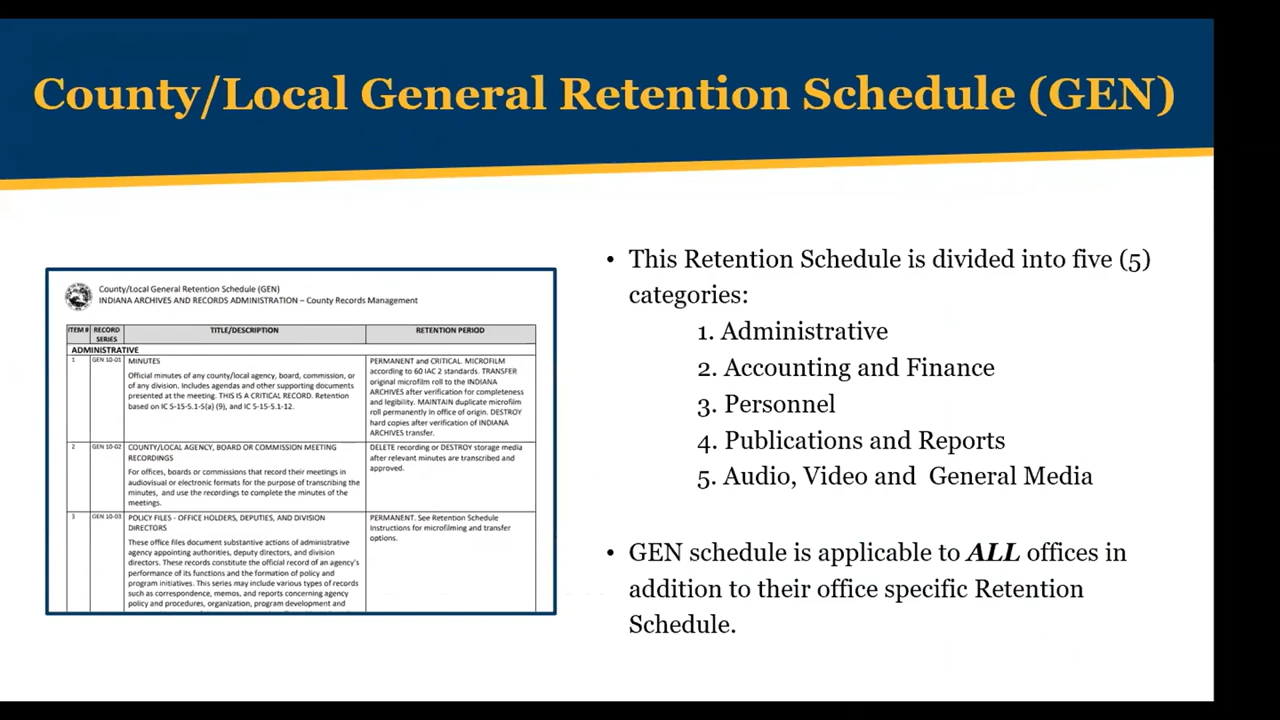 County/Local General Retention Schedule (GEN)
County/Local General Retention Schedule (GEN)
INDIANA ARCHIVES AND RECORDS ADMINISTRATION – County Records Management
ITEM # RECORD SERIES TITLE/DESCRIPTION RETENTION PERIOD
ADMINISTRATIVE
1 GEN 10-01 MINUTES
Official minutes of any county/local agency, board, commission, or
of any division. Includes agendas and other supporting documents
presented at the meeting. THIS IS A CRITICAL RECORD. Retention
based on IC 5-15-5.1-5(a) (9), and IC 5-15-5.1-12.
PERMANENT and CRITICAL. MICROFILM
according to 60 IAC 2 standards. TRANSFER
original microfilm roll to the INDIANA
ARCHIVES after verification for completeness
and legibility. MAINTAIN duplicate microfilm
roll permanently in office of origin. DESTROY
hard copies after verification of INDIANA
ARCHIVES transfer.
2 GEN 10-02 COUNTY/LOCAL AGENCY, BOARD OR COMMISSION MEETING
RECORDINGS
For offices, boards or commissions that record their meetings in
audiovisual or electronic formats for the purpose of transcribing the
minutes, and use the recordings to complete the minutes of the
meetings.
DELETE recording or DESTROY storage media
after relevant minutes are transcribed and
approved.
3 GEN 10-03 POLICY FILES - OFFICE HOLDERS, DEPUTIES, AND DIVISION
DIRECTORS
These office files document substantive actions of administrative
agency appointing authorities, deputy directors, and division
directors. These records constitute the official record of an agency's
performance of its functions and the formation of policy and
program initiatives. This series may include various types of records
such as correspondence, memos, and reports concerning agency
policy and procedures, organization, program development and
PERMANENT. See Retention Schedule
Instructions for microfilming and transfer
options.
• This Retention Schedule is divided into five (5)
categories:
1. Administrative
2. Accounting and Finance
3. Personnel
4. Publications and Reports
5. Audio, Video and General Media
• GEN schedule is applicable to ALL offices in
addition to their office specific Retention
Schedule.